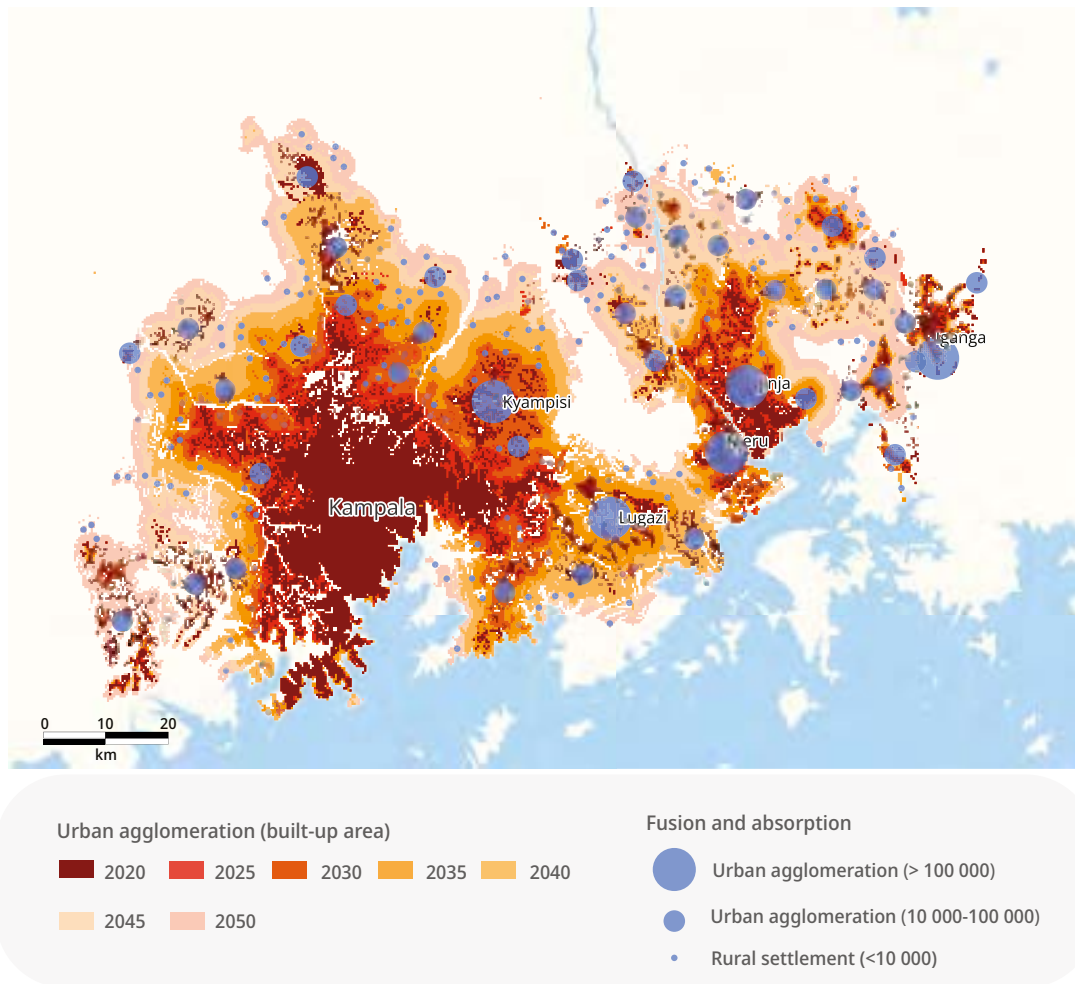 Iganga
nja
Kyampisi
eru
Kampala
Lugazi
0 10 20
km
Urban agglomeration (built-up area)
2020 2025 2030 2035 2040
2045 2050
Fusion and absorption
Urban agglomeration (> 100 000)
Urban agglomeration (10 000-100 000)
Rural settlement (<10 000)